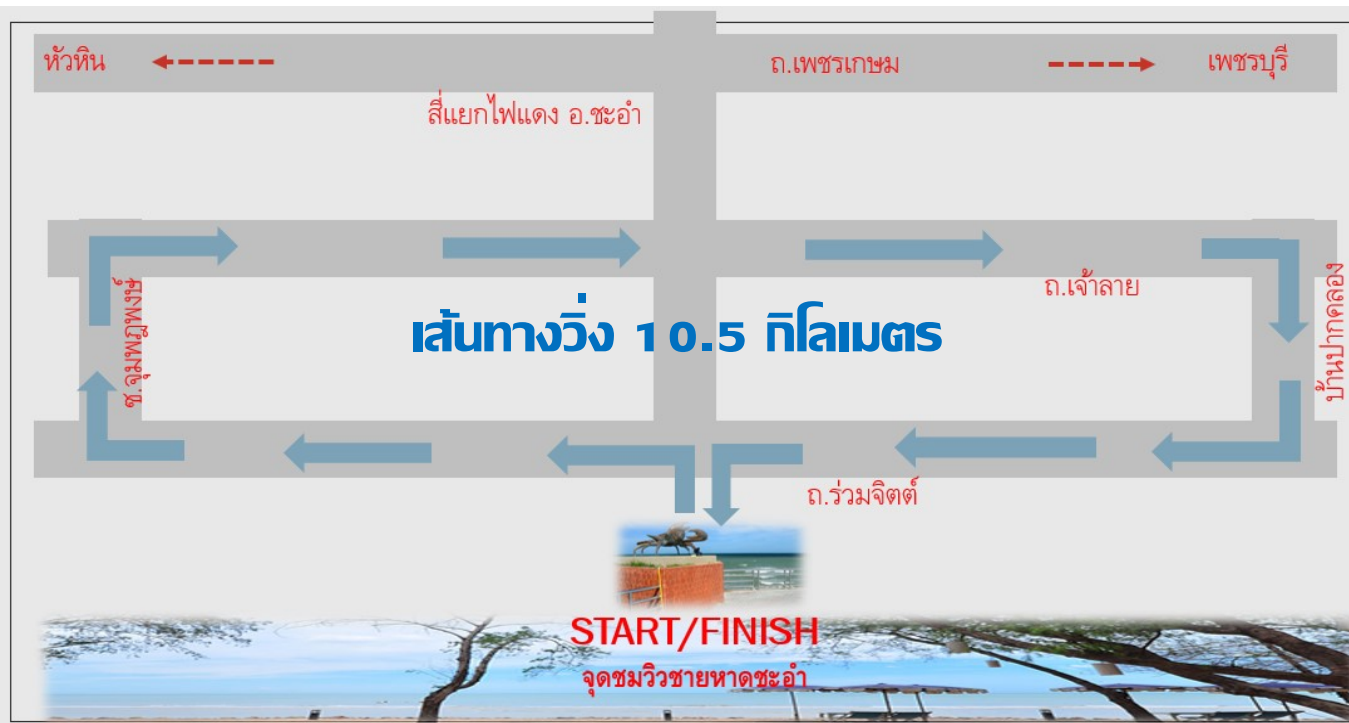 หัวหิน
ถ.เพชรเกษม
เพชรบุรี
สี่แยกไฟแดง อ.ชะอำ
ถ.เจ้าลาย
บ้านปากคลอง
ซ.จุมพฏพงษ์
เส้นทางวิ่ง 10.5 กิโลเมตร
ถ.ร่วมจิตต์
START/FINISH
จุดชมวิวชายหาดชะอำ